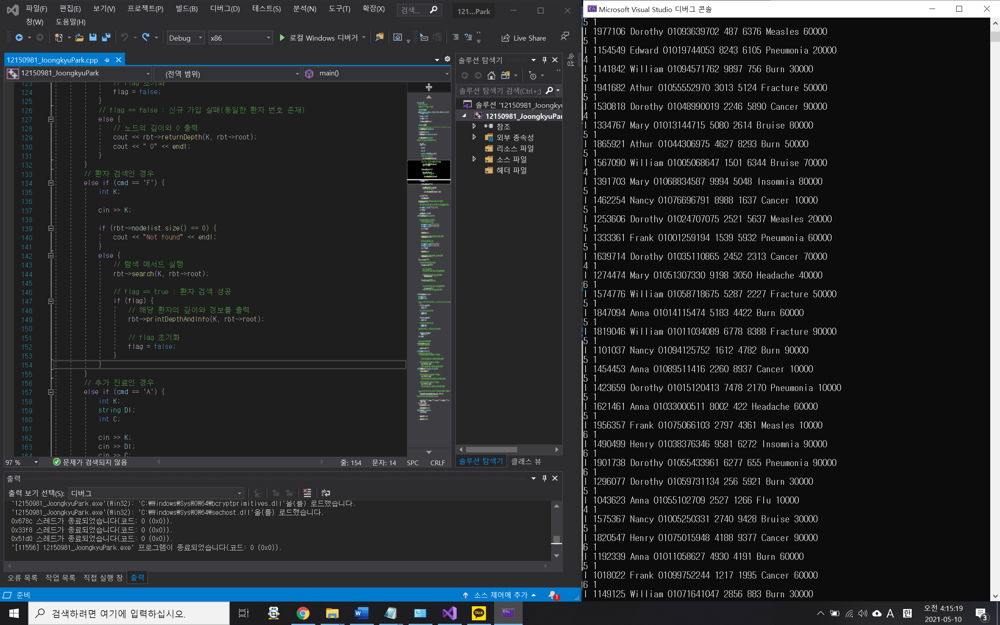 파일(F) 편집(E) 보기(V) 프로젝트(P) 빌드(B) 디버그(D) 테스트(S) 분석(N) 도구(T) 확장(X) 검색... 121...Park
창(W) 도움말(H)
Debug x86 로컬 Windows 디버거 Live Share
12150981_JoongkyuPark.cpp
12150981_JoongkyuPark (전역 범위) main()
123 // flag 초기화
124 flag = false;
125 }
126 // flag == false : 신규 가입 실패(동일한 환자 번호 존재)
127 else {
128 // 노드의 깊이와 0 출력
129 cout << rbt->returnDepth(K, rbt->root);
130 cout << " 0" << endl;
131 }
132 }
133 // 환자 검색인 경우
134 else if (cmd == 'F') {
135 int K;
136
137 cin >> K;
138
139 if (rbt->nodelist.size() == 0) {
140 cout << "Not found" << endl;
141 }
142 else {
143 // 탐색 메서드 실행
144 rbt->search(K, rbt->root);
145
146 // flag == true : 환자 검색 성공
147 if (flag) {
148 // 해당 환자의 깊이와 정보를 출력
149 rbt->printDepthAndInfo(K, rbt->root);
150
151 // flag 초기화
152 flag = false;
153 }
154 }
155 }
156 // 추가 진료인 경우
157 else if (cmd == 'A') {
158 int K;
159 string DI;
160 int C;
161
162 cin >> K;
163 cin >> DI;
164 cin >> C;
97 % 문제가 검색되지 않음 줄: 154 문자: 14 SPC CRLF
솔루션 탐색기
속성
솔루션 탐색기 검색(Ctrl+;)
솔루션 '12150981_Joongkyu
12150981_JoongkyuPar
참조
외부 종속성
리소스 파일
소스 파일
헤더 파일
솔루션 탐색기 클래스 뷰
출력
출력 보기 선택(S): 디버그
'12150981_JoongkyuPark.exe'(Win32): 'C:₩Windows₩SysWOW64₩bcryptprimitives.dll'을(를) 로드했습니다.
'12150981_JoongkyuPark.exe'(Win32): 'C:₩Windows₩SysWOW64₩sechost.dll'을(를) 로드했습니다.
0x678c 스레드가 종료되었습니다(코드: 0 (0x0)).
0x33f8 스레드가 종료되었습니다(코드: 0 (0x0)).
0x51d0 스레드가 종료되었습니다(코드: 0 (0x0)).
'[11556] 12150981_JoongkyuPark.exe' 프로그램이 종료되었습니다(코드: 0 (0x0)).
오류 목록 작업 목록 직접 실행 창 출력
준비 소스 제어에 추가 1
Microsoft Visual Studio 디버그 콘솔
5 1
I 1977106 Dorothy 01093639702 487 6376 Measles 60000
5 1
I 1154549 Edward 01019744053 8243 6105 Pneumonia 20000
4 1
I 1141842 William 01094571762 9897 756 Burn 30000
5 1
I 1941682 Athur 01055552970 3013 5124 Fracture 50000
5 1
I 1530818 Dorothy 01048990019 2246 5890 Cancer 90000
4 1
I 1334767 Mary 01013144715 5080 2614 Bruise 80000
5 1
I 1865921 Athur 01044306975 4627 8293 Burn 50000
5 1
I 1567090 William 01005068647 1501 6344 Bruise 70000
4 1
I 1391703 Mary 01068834587 9994 5048 Insomnia 80000
5 1
I 1462254 Nancy 01076696791 8988 1637 Cancer 10000
5 1
I 1253606 Dorothy 01024707075 2521 5637 Measles 20000
5 1
I 1333361 Frank 01001259194 1539 5932 Pneumonia 60000
5 1
I 1639714 Dorothy 01035110865 2452 2313 Cancer 70000
4 1
I 1274474 Mary 01051307330 9198 3050 Headache 40000
6 1
I 1574776 William 01058718675 5287 2227 Fracture 50000
5 1
I 1847094 Anna 01014115474 5183 4422 Burn 60000
5 1
I 1819046 William 01011034089 6778 8388 Fracture 90000
5 1
I 1101037 Nancy 01094125752 1612 4782 Burn 90000
5 1
I 1454453 Anna 01089511416 2260 8937 Cancer 10000
5 1
I 1423659 Dorothy 01015120413 7478 2170 Pneumonia 10000
5 1
I 1621461 Anna 01033000511 8002 422 Headache 60000
5 1
I 1956357 Frank 01075066103 2797 4361 Measles 10000
6 1
I 1490499 Henry 01038376346 9581 6272 Insomnia 90000
6 1
I 1901738 Dorothy 01055433961 6277 655 Pneumonia 90000
6 1
I 1296077 Dorothy 01059731134 256 5921 Burn 30000
5 1
I 1043623 Anna 01055102709 2527 1266 Flu 10000
4 1
I 1575367 Nancy 01005250331 2740 9428 Bruise 30000
5 1
I 1820547 Henry 01075015948 4188 9377 Cancer 90000
6 1
I 1192339 Anna 01011058627 4930 4191 Burn 60000
5 1
I 1018022 Frank 01099752244 1217 1995 Cancer 60000
6 1
I 1149125 William 01071641047 2856 883 Burn 30000
검색하려면 여기에 입력하십시오. TALK A 한 오전 4:15:19
2021-05-10 3